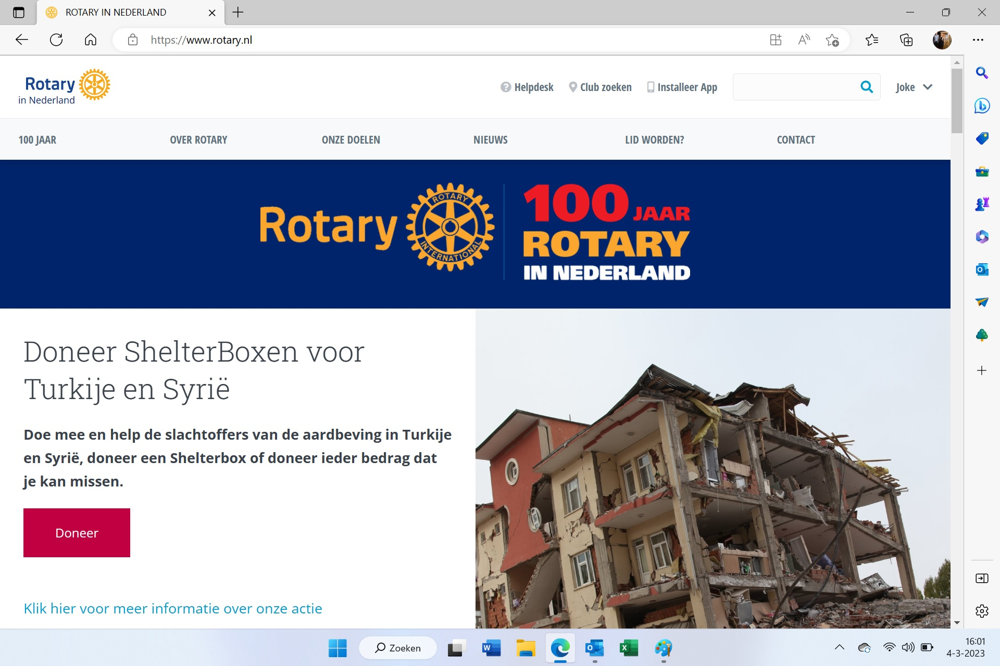 ROTARY IN NEDERLAND
https://www.rotary.nl
Rotary
in Nederland
Helpdesk
Club zoeken
Installeer App
Joke
100 JAAR
OVER ROTARY
ONZE DOELEN
NIEUWS
LID WORDEN?
CONTACT
Rotary
ROTARY
INTERNATIONAL
100 JAAR
ROTARY
IN NEDERLAND
Doneer ShelterBoxen voor
Turkije en Syrië
Doe mee en help de slachtoffers van de aardbeving in Turkije
en Syrië, doneer een Shelterbox of doneer ieder bedrag dat
je kan missen.
Doneer
Klik hier voor meer informatie over onze actie
Zoeken
16:01
4-3-2023